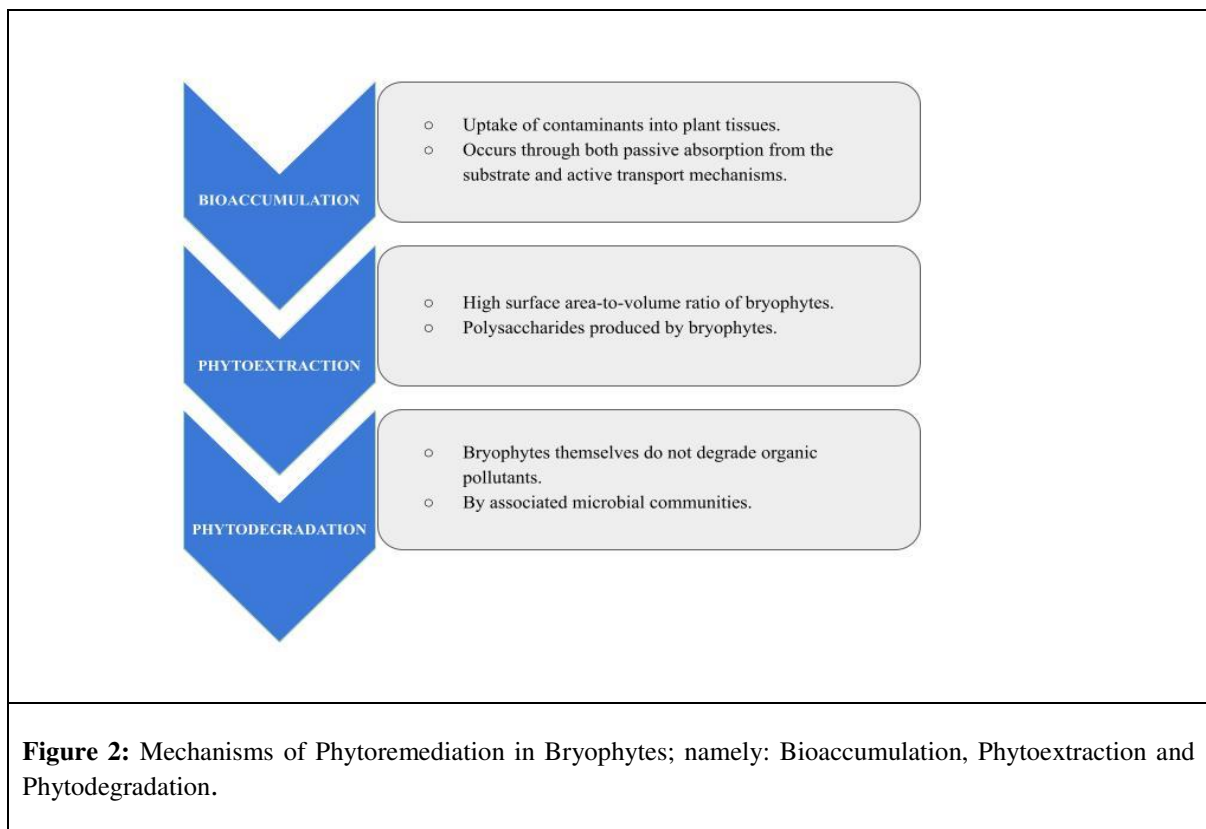 BIOACCUMULATION
○ Uptake of contaminants into plant tissues.
○ Occurs through both passive absorption from the
substrate and active transport mechanisms.
PHYTOEXTRACTION
○ High surface area-to-volume ratio of bryophytes.
○ Polysaccharides produced by bryophytes.
PHYTODEGRADATION
○ Bryophytes themselves do not degrade organic
pollutants.
○ By associated microbial communities.
Figure 2: Mechanisms of Phytoremediation in Bryophytes; namely: Bioaccumulation, Phytoextraction and
Phytodegradation.